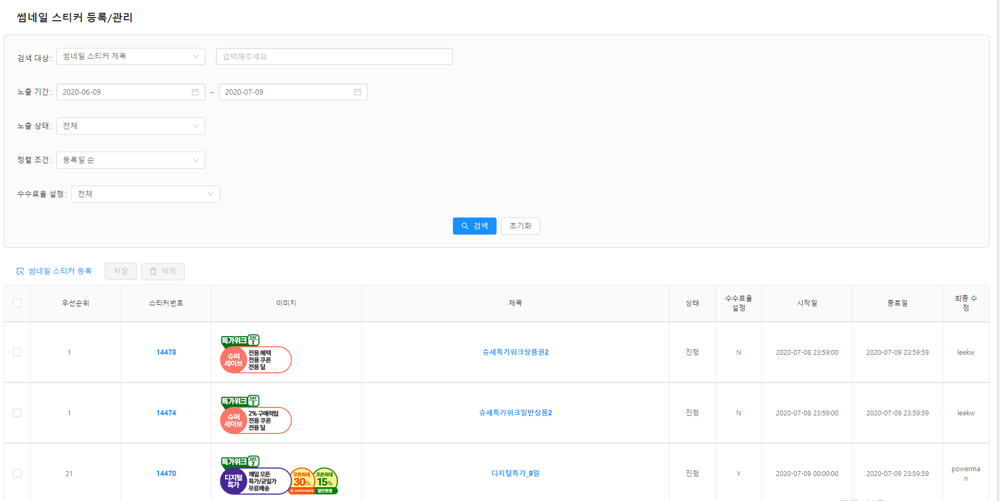 썸네일 스티커 등록/관리
검색 대상 : 썸네일 스티커 제목 입력해주세요
노출 기간 : 2020-06-09 ~ 2020-07-09
노출 상태 : 전체
정렬 조건 : 등록일 순
수수료율 설정 : 전체
검색 초기화
썸네일 스티커 등록 저장 삭제
우선순위 스티커번호 이미지 제목 상태 수수료율 설정 시작일 종료일 최종 수정
특가위크 DAY 2
슈퍼 세이브
전용 혜택
전용 쿠폰
전용 딜
1 14478 슈세특가위크상품권2 진행 N 2020-07-08 23:59:00 2020-07-09 23:59:59 leekw
특가위크 DAY 2
슈퍼 세이브
2% 구매적립
전용 쿠폰
전용 딜
1 14474 슈세특가위크일반상품2 진행 N 2020-07-08 23:59:00 2020-07-09 23:59:59 leekw
특가위크 DAY 2
디지털 특가
매일 오픈
특가/균일가
무료배송
쿠폰최대 30% SUPER SAVE
쿠폰최대 15% 일반회원
21 14470 디지털특가_9일 진행 Y 2020-07-09 00:00:00 2020-07-09 23:59:59 powerman